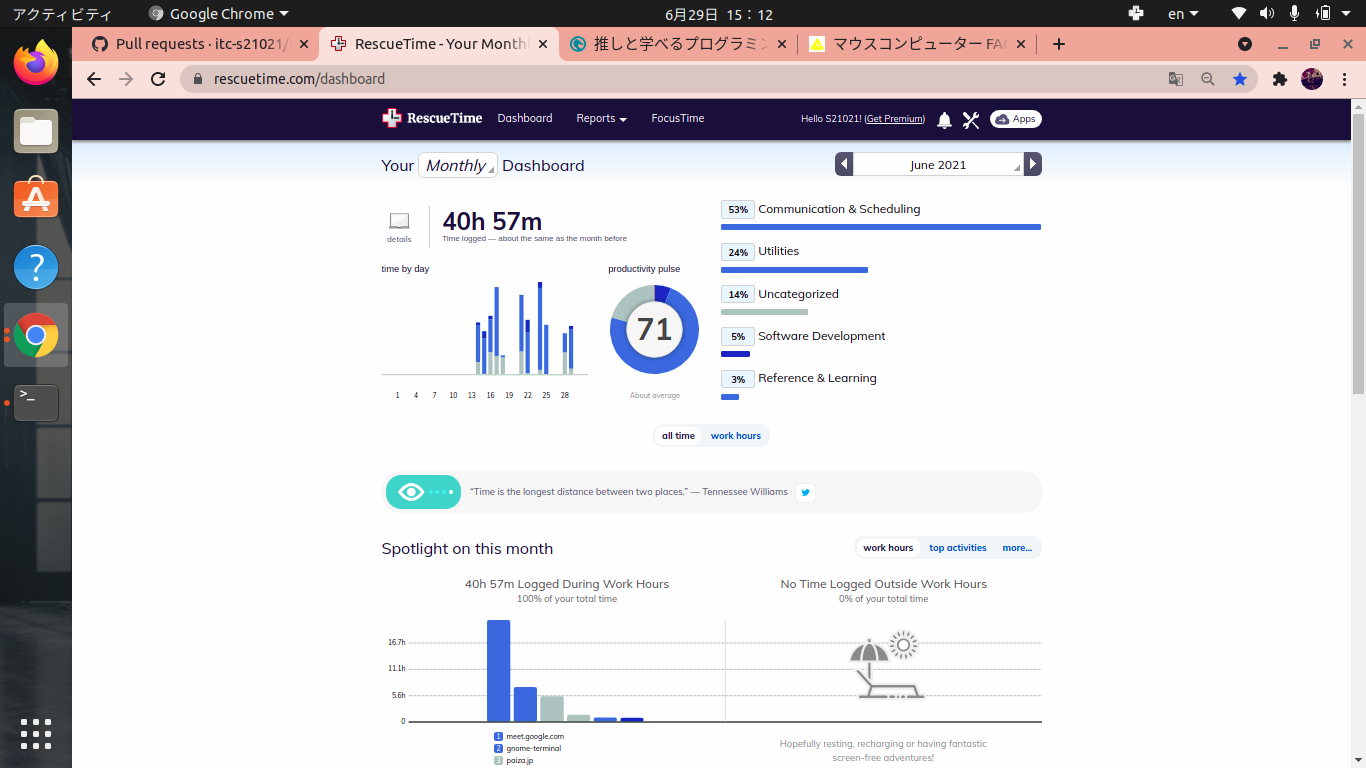 アクティビティ
Google Chrome
6月29日 15：12
en
Pull requests · itc-s21021/
RescueTime - Your Month
推しと学べるプログラミン
マウスコンピューター FAC
rescuetime.com/dashboard
RescueTime
Dashboard
Reports
FocusTime
Hello S21021! (Get Premium)
Apps
Your Monthly Dashboard
June 2021
details
40h 57m
Time logged — about the same as the month before
time by day
1 4 7 10 13 16 19 22 25 28
productivity pulse
71
About average
53% Communication & Scheduling
24% Utilities
14% Uncategorized
5% Software Development
3% Reference & Learning
all time
work hours
“Time is the longest distance between two places.” — Tennessee Williams
Spotlight on this month
work hours
top activities
more...
40h 57m Logged During Work Hours
100% of your total time
No Time Logged Outside Work Hours
0% of your total time
16.7h
11.1h
5.6h
0
1 meet.google.com
2 gnome-terminal
3 paiza.jp
Hopefully resting, recharging or having fantastic
screen-free adventures!